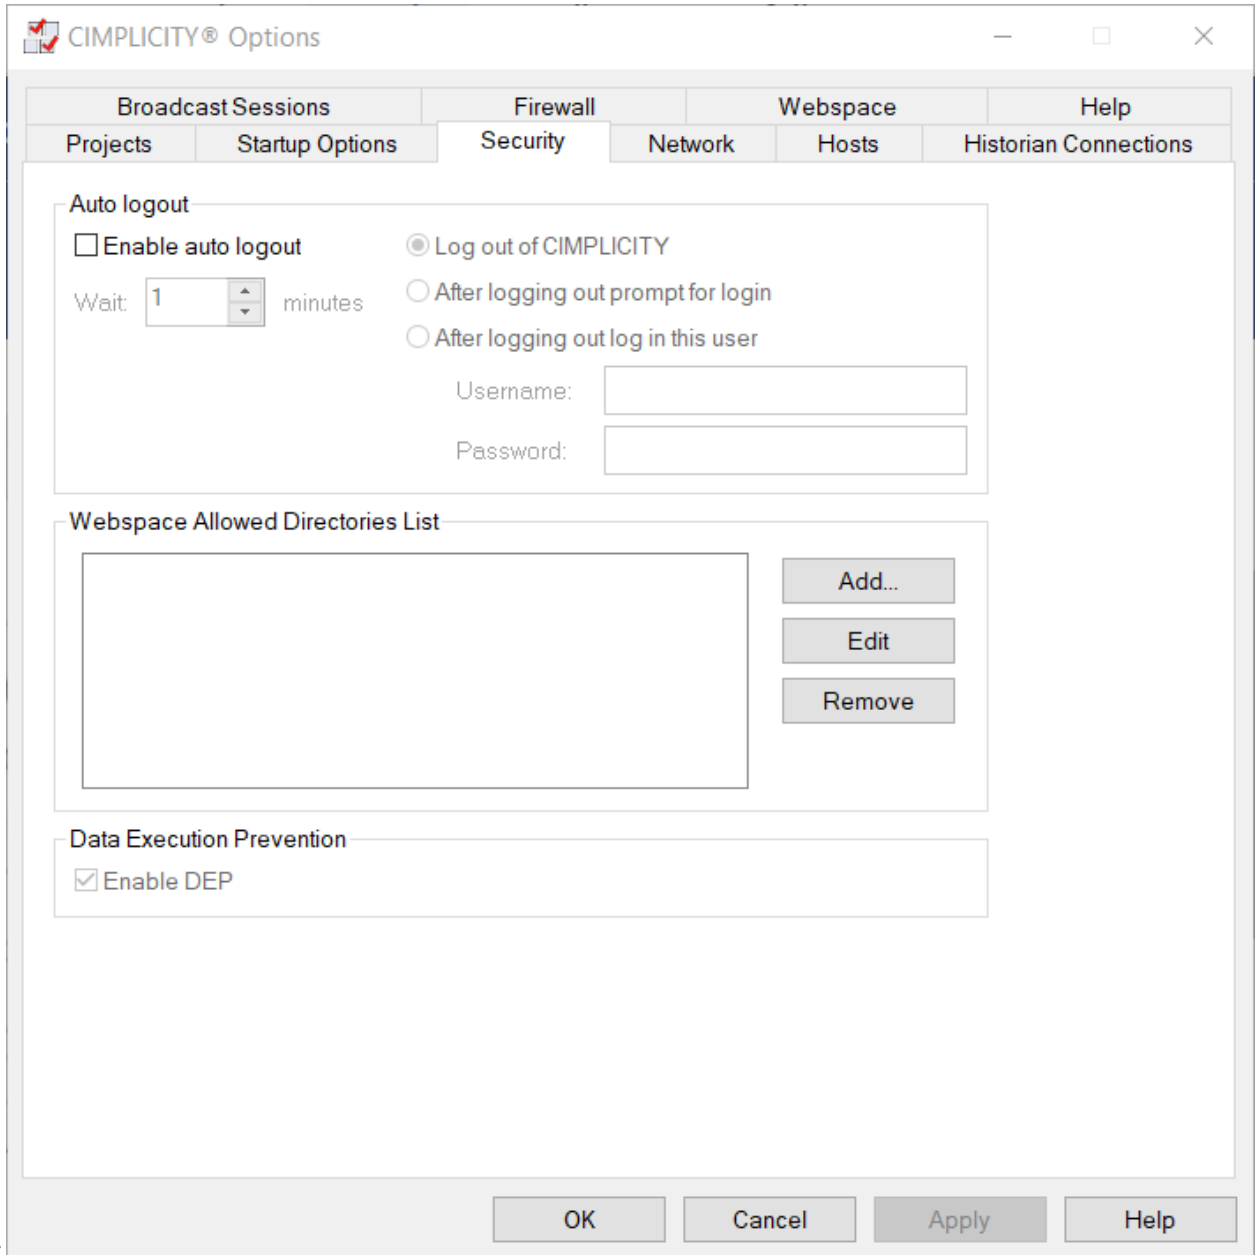 CIMPLICITY® Options
Broadcast Sessions Firewall Webspace Help
Projects Startup Options Security Network Hosts Historian Connections
Auto logout
Enable auto logout Log out of CIMPLICITY
Wait: 1 minutes After logging out prompt for login
After logging out log in this user
Username:
Password:
Webspace Allowed Directories List
Add...
Edit
Remove
Data Execution Prevention
Enable DEP
OK Cancel Apply Help